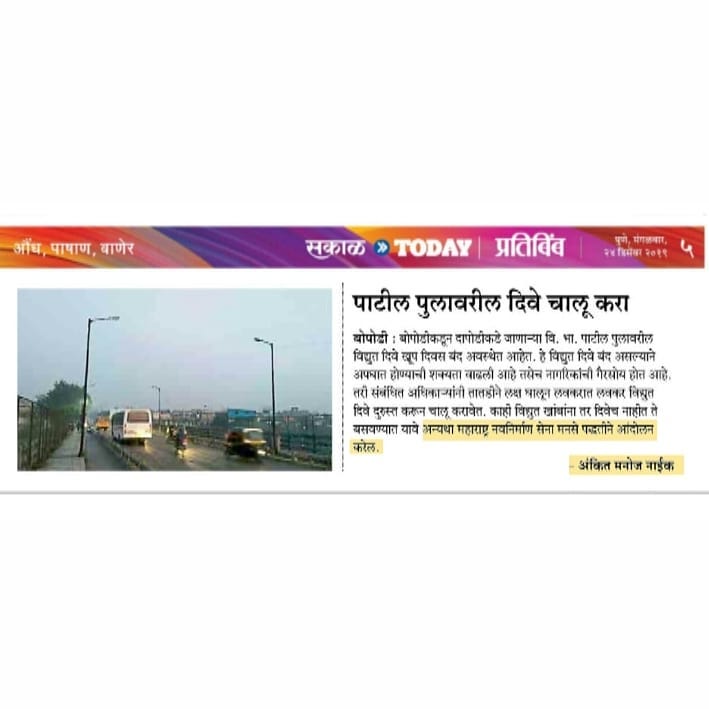 औंध, पाषाण, बाणेर
सकाळ » TODAY | प्रतिबिंब
पुणे, मंगळवार,
२४ डिसेंबर २०१९
५
पाटील पुलावरील दिवे चालू करा
बोपोडी : बोपोडीकडून दापोडीकडे जाणाऱ्या वि. भा. पाटील पुलावरील
विद्युत दिवे खूप दिवस बंद अवस्थेत आहेत. हे विद्युत दिवे बंद असल्याने
अपघात होण्याची शक्यता वाढली आहे तसेच नागरिकांची गैरसोय होत आहे.
तरी संबंधित अधिकाऱ्यांनी तातडीने लक्ष घालून लवकरात लवकर विद्युत
दिवे दुरुस्त करून चालू करावेत. काही विद्युत खांबांना तर दिवेच नाहीत ते
बसवण्यात यावे अन्यथा महाराष्ट्र नवनिर्माण सेना मनसे पद्धतीने आंदोलन
करेल.
- अंकित मनोज नाईक